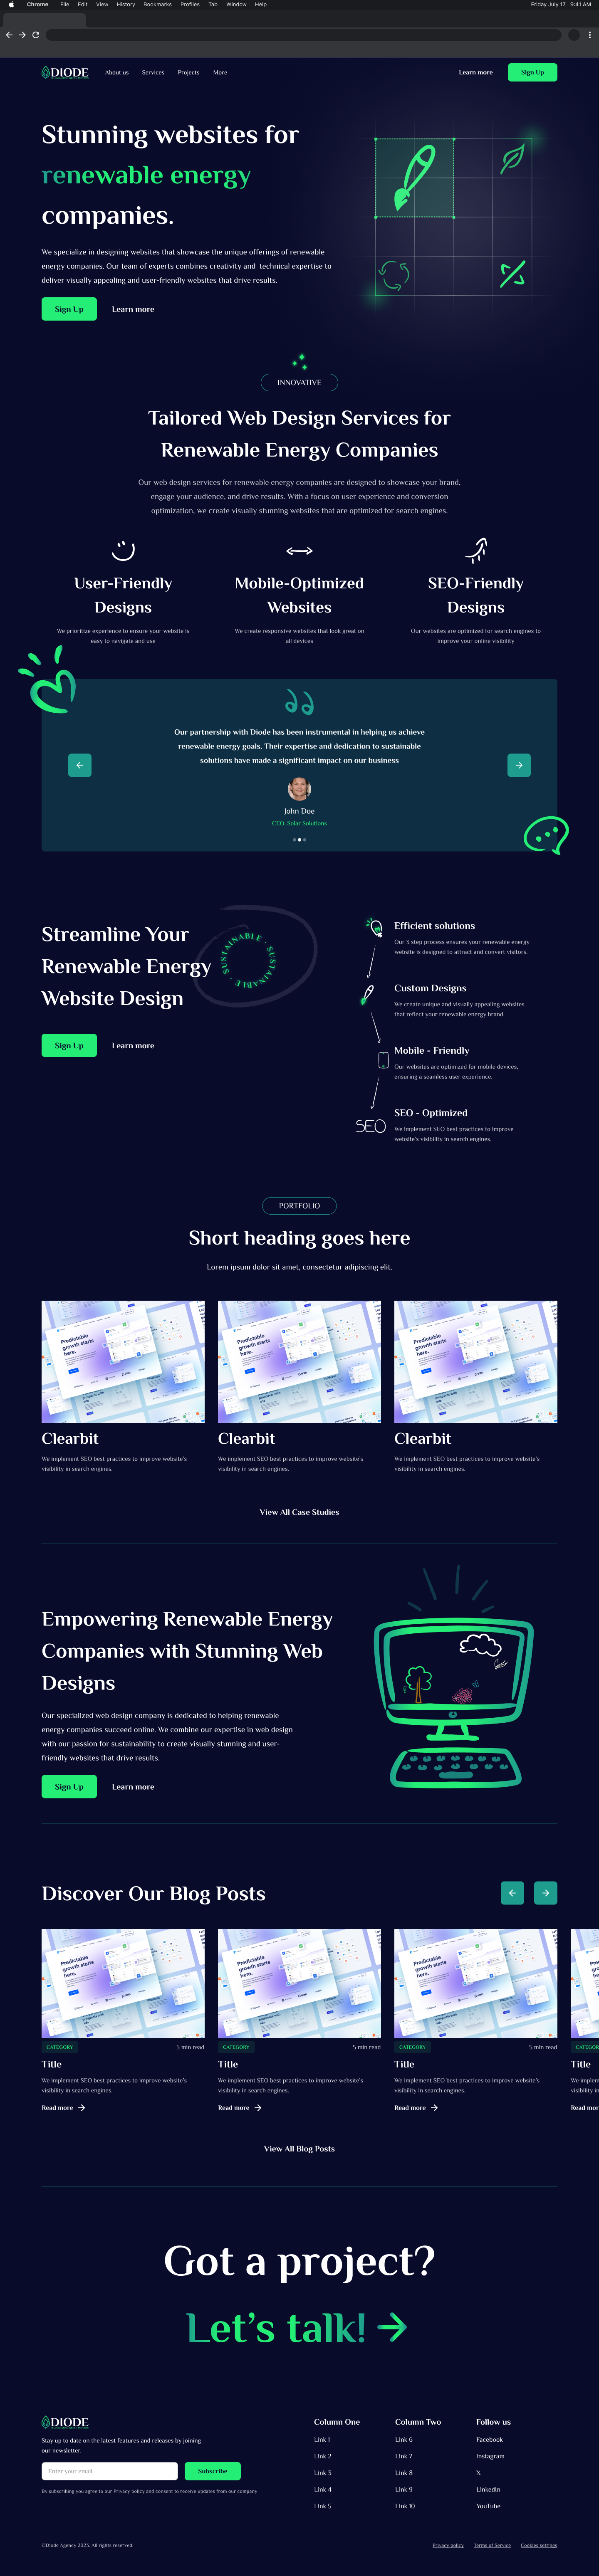 Chrome File Edit View History Bookmarks Profiles Tab Window Help Friday July 17 9:41 AM
DIODE About us Services Projects More Learn more Sign Up
Stunning websites for
renewable energy
companies.
We specialize in designing websites that showcase the unique offerings of renewable
energy companies. Our team of experts combines creativity and technical expertise to
deliver visually appealing and user-friendly websites that drive results.
Sign Up Learn more
INNOVATIVE
Tailored Web Design Services for
Renewable Energy Companies
Our web design services for renewable energy companies are designed to showcase your brand,
engage your audience, and drive results. With a focus on user experience and conversion
optimization, we create visually stunning websites that are optimized for search engines.
User-Friendly
Designs
We prioritize experience to ensure your website is
easy to navigate and use
Mobile-Optimized
Websites
We create responsive websites that look great on
all devices
SEO-Friendly
Designs
Our websites are optimized for search engines to
improve your online visibility
Our partnership with Diode has been instrumental in helping us achieve
renewable energy goals. Their expertise and dedication to sustainable
solutions have made a significant impact on our business
John Doe
CEO, Solar Solutions
Streamline Your
Renewable Energy
Website Design
SUSTAINABLE - SUSTAINABLE -
Sign Up Learn more
Efficient solutions
Our 3 step process ensures your renewable energy
website is designed to attract and convert visitors.
Custom Designs
We create unique and visually appealing websites
that reflect your renewable energy brand.
Mobile - Friendly
Our websites are optimized for mobile devices,
ensuring a seamless user experience.
SEO
SEO - Optimized
We implement SEO best practices to improve
website's visibility in search engines.
PORTFOLIO
Short heading goes here
Lorem ipsum dolor sit amet, consectetur adipiscing elit.
Predictable
growth starts
here.
Clearbit
We implement SEO best practices to improve website's
visibility in search engines.
Predictable
growth starts
here.
Clearbit
We implement SEO best practices to improve website's
visibility in search engines.
Predictable
growth starts
here.
Clearbit
We implement SEO best practices to improve website's
visibility in search engines.
View All Case Studies
Empowering Renewable Energy
Companies with Stunning Web
Designs
Our specialized web design company is dedicated to helping renewable
energy companies succeed online. We combine our expertise in web design
with our passion for sustainability to create visually stunning and user-
friendly websites that drive results.
Sign Up Learn more
Discover Our Blog Posts
Predictable
growth starts
here.
CATEGORY 5 min read
Title
We implement SEO best practices to improve website's
visibility in search engines.
Read more
Predictable
growth starts
here.
CATEGORY 5 min read
Title
We implement SEO best practices to improve website's
visibility in search engines.
Read more
Predictable
growth starts
here.
CATEGORY 5 min read
Title
We implement SEO best practices to improve website's
visibility in search engines.
Read more
Title
View All Blog Posts
Got a project?
Let's talk!
DIODE
Stay up to date on the latest features and releases by joining
our newsletter.
Enter your email Subscribe
By subscribing you agree to our Privacy policy and consent to receive updates from our company
Column One
Link 1
Link 2
Link 3
Link 4
Link 5
Column Two
Link 6
Link 7
Link 8
Link 9
Link 10
Follow us
Facebook
Instagram
X
LinkedIn
YouTube
©Diode Agency 2023. All rights reserved. Privacy policy Terms of Service Cookies settings